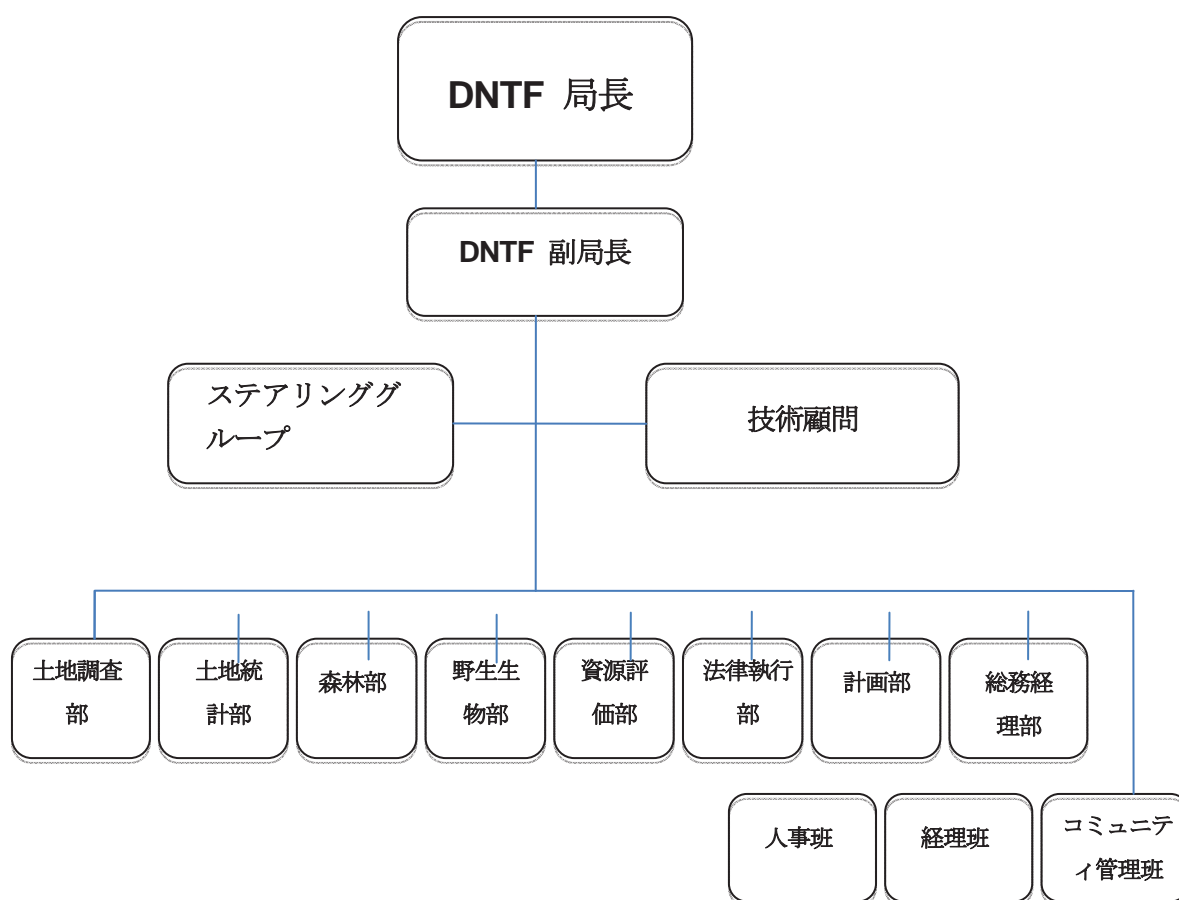 DNTF 局長
DNTF 副局長
ステアリンググ
ループ
技術顧問
土地調査
部
土地統
計部
森林部
野生生
物部
資源評
価部
法律執行
部
計画部
総務経
理部
人事班
経理班
コミュニテ
ィ管理班